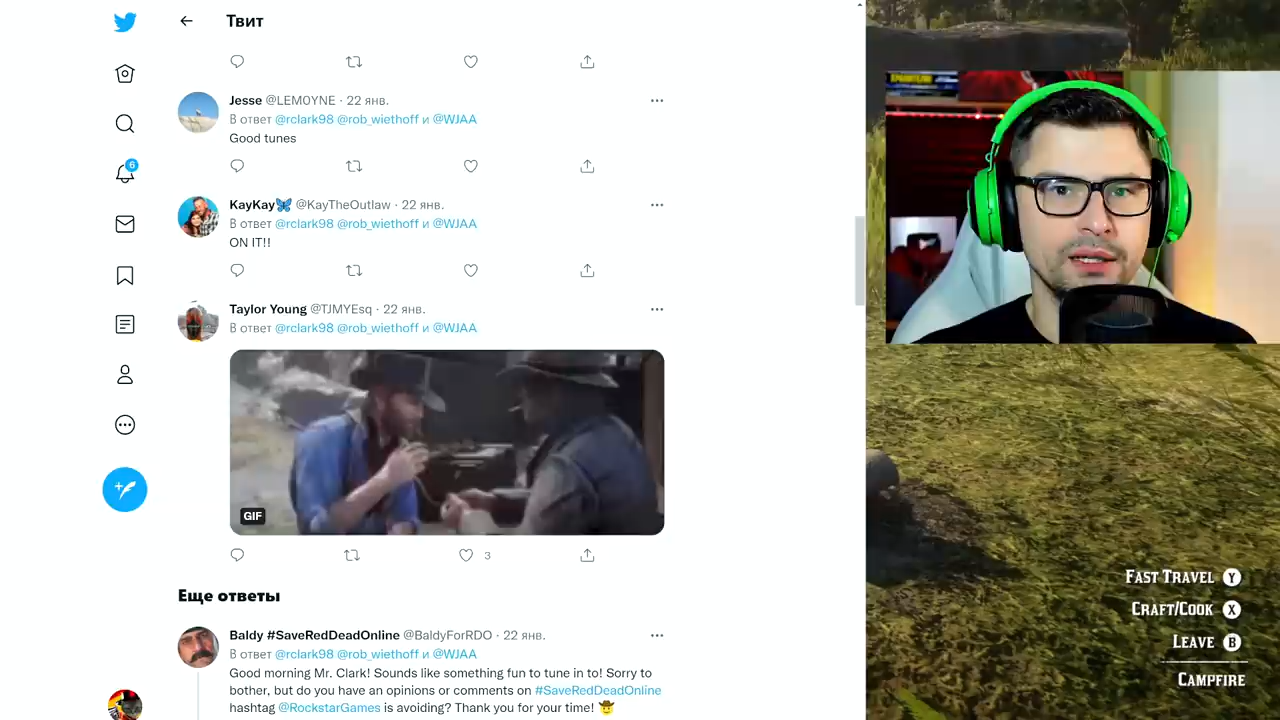 Твит
Jesse @LEM0YNE · 22 янв.
В ответ @rclark98 @rob_wiethoff и @WJAA
Good tunes
6
KayKay🦋 @KayTheOutlaw · 22 янв.
В ответ @rclark98 @rob_wiethoff и @WJAA
ON IT!!
Taylor Young @TJMYEsq · 22 янв.
В ответ @rclark98 @rob_wiethoff и @WJAA
GIF
3
Еще ответы
Baldy #SaveRedDeadOnline @BaldyForRDO · 22 янв.
В ответ @rclark98 @rob_wiethoff и @WJAA
Good morning Mr. Clark! Sounds like something fun to tune in to! Sorry to
bother, but do you have an opinions or comments on #SaveRedDeadOnline
hashtag @RockstarGames is avoiding? Thank you for your time! 🤠
FAST TRAVEL Y
CRAFT/COOK X
LEAVE B
CAMPFIRE